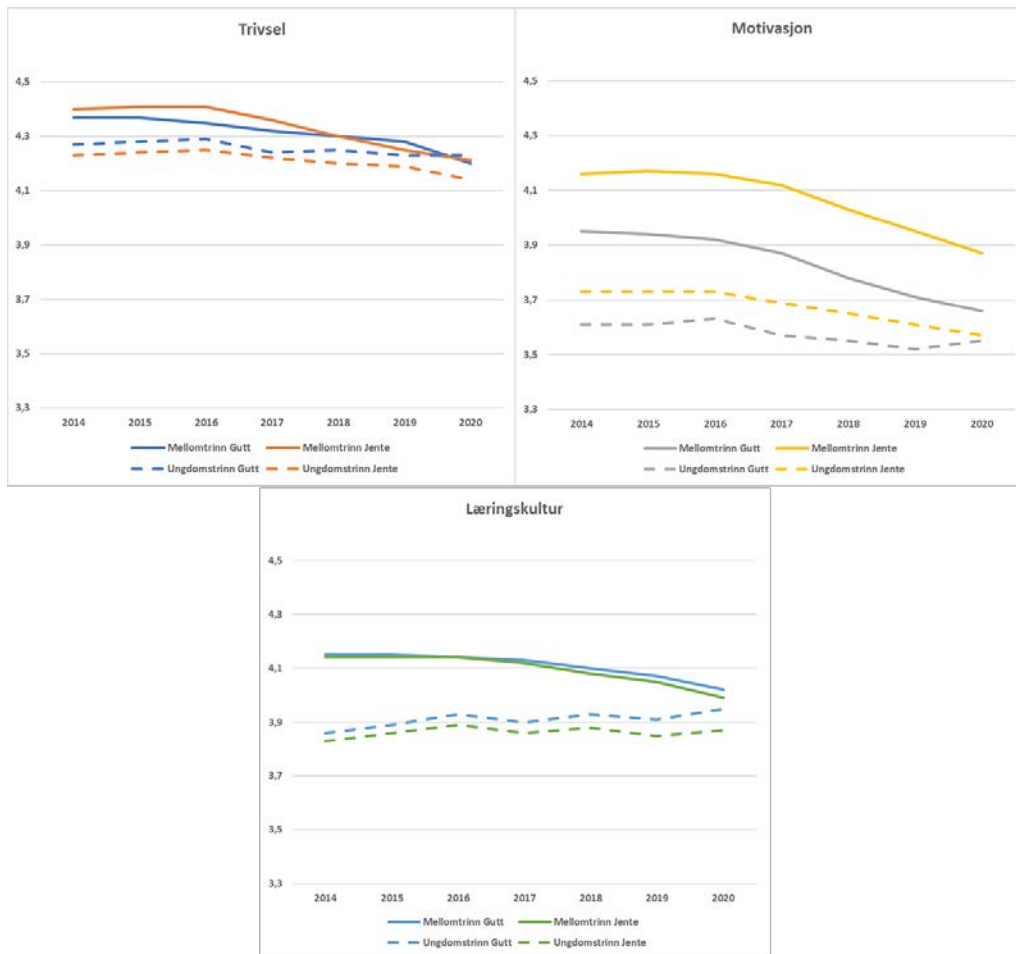 Trivsel
4,5
4,3
4,1
3,9
3,7
3,5
3,3
2014 2015 2016 2017 2018 2019 2020
Mellomtrinn Gutt Mellomtrinn Jente
Ungdomstrinn Gutt Ungdomstrinn Jente
Motivasjon
4,5
4,3
4,1
3,9
3,7
3,5
3,3
2014 2015 2016 2017 2018 2019 2020
Mellomtrinn Gutt Mellomtrinn Jente
Ungdomstrinn Gutt Ungdomstrinn Jente
Læringskultur
4,5
4,3
4,1
3,9
3,7
3,5
3,3
2014 2015 2016 2017 2018 2019 2020
Mellomtrinn Gutt Mellomtrinn Jente
Ungdomstrinn Gutt Ungdomstrinn Jente